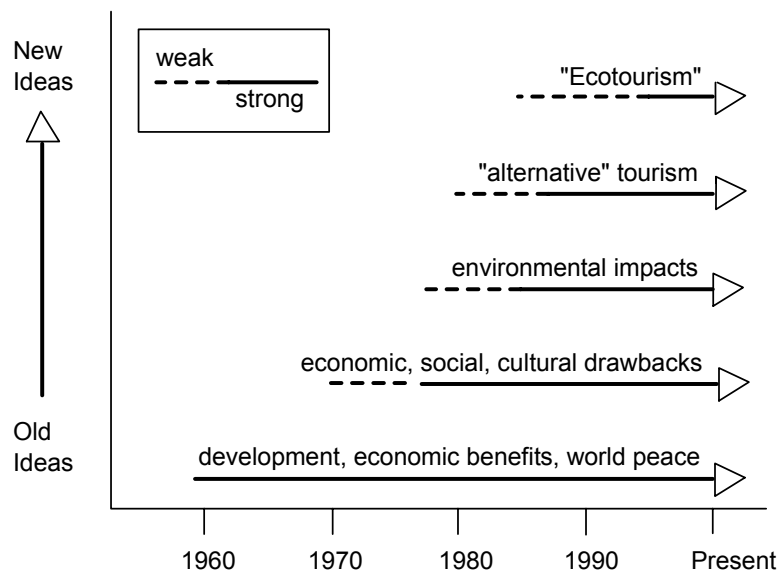 New
Ideas
weak
strong
"Ecotourism"
"alternative" tourism
environmental impacts
economic, social, cultural drawbacks
Old
Ideas
development, economic benefits, world peace
1960
1970
1980
1990
Present